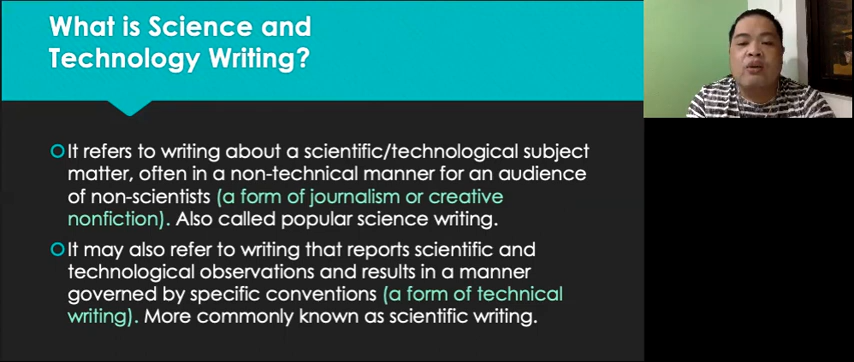 What is Science and
Technology Writing?
It refers to writing about a scientific/technological subject
matter, often in a non-technical manner for an audience
of non-scientists (a form of journalism or creative
nonfiction). Also called popular science writing.
It may also refer to writing that reports scientific and
technological observations and results in a manner
governed by specific conventions (a form of technical
writing). More commonly known as scientific writing.